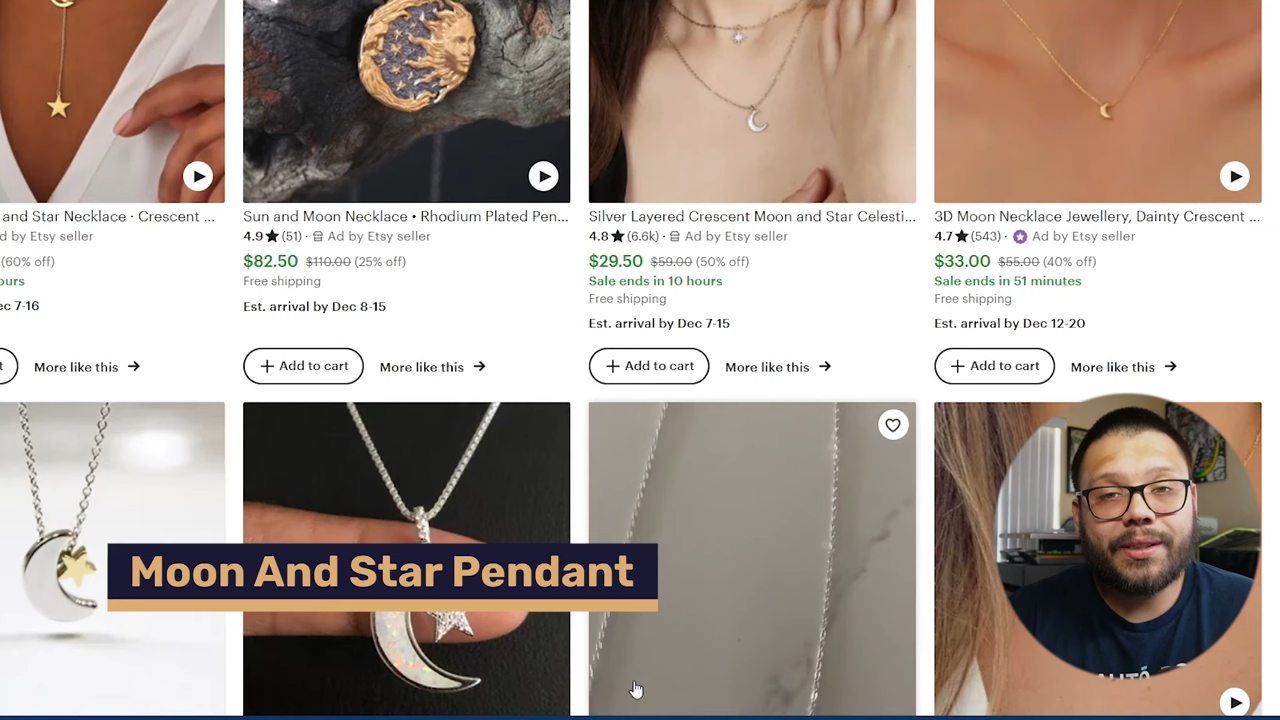 and Star Necklace · Crescent ...
d by Etsy seller
(60% off)
ours
ec 7-16
More like this →
Sun and Moon Necklace • Rhodium Plated Pen...
4.9★ (51) · Ad by Etsy seller
$82.50 $110.00 (25% off)
Free shipping
Est. arrival by Dec 8-15
+ Add to cart More like this →
Silver Layered Crescent Moon and Star Celesti...
4.8★ (6.6k) · Ad by Etsy seller
$29.50 $59.00 (50% off)
Sale ends in 10 hours
Free shipping
Est. arrival by Dec 7-15
+ Add to cart More like this →
3D Moon Necklace Jewellery, Dainty Crescent ...
4.7★ (543) · Ad by Etsy seller
$33.00 $55.00 (40% off)
Sale ends in 51 minutes
Free shipping
Est. arrival by Dec 12-20
+ Add to cart More like this →
Moon And Star Pendant